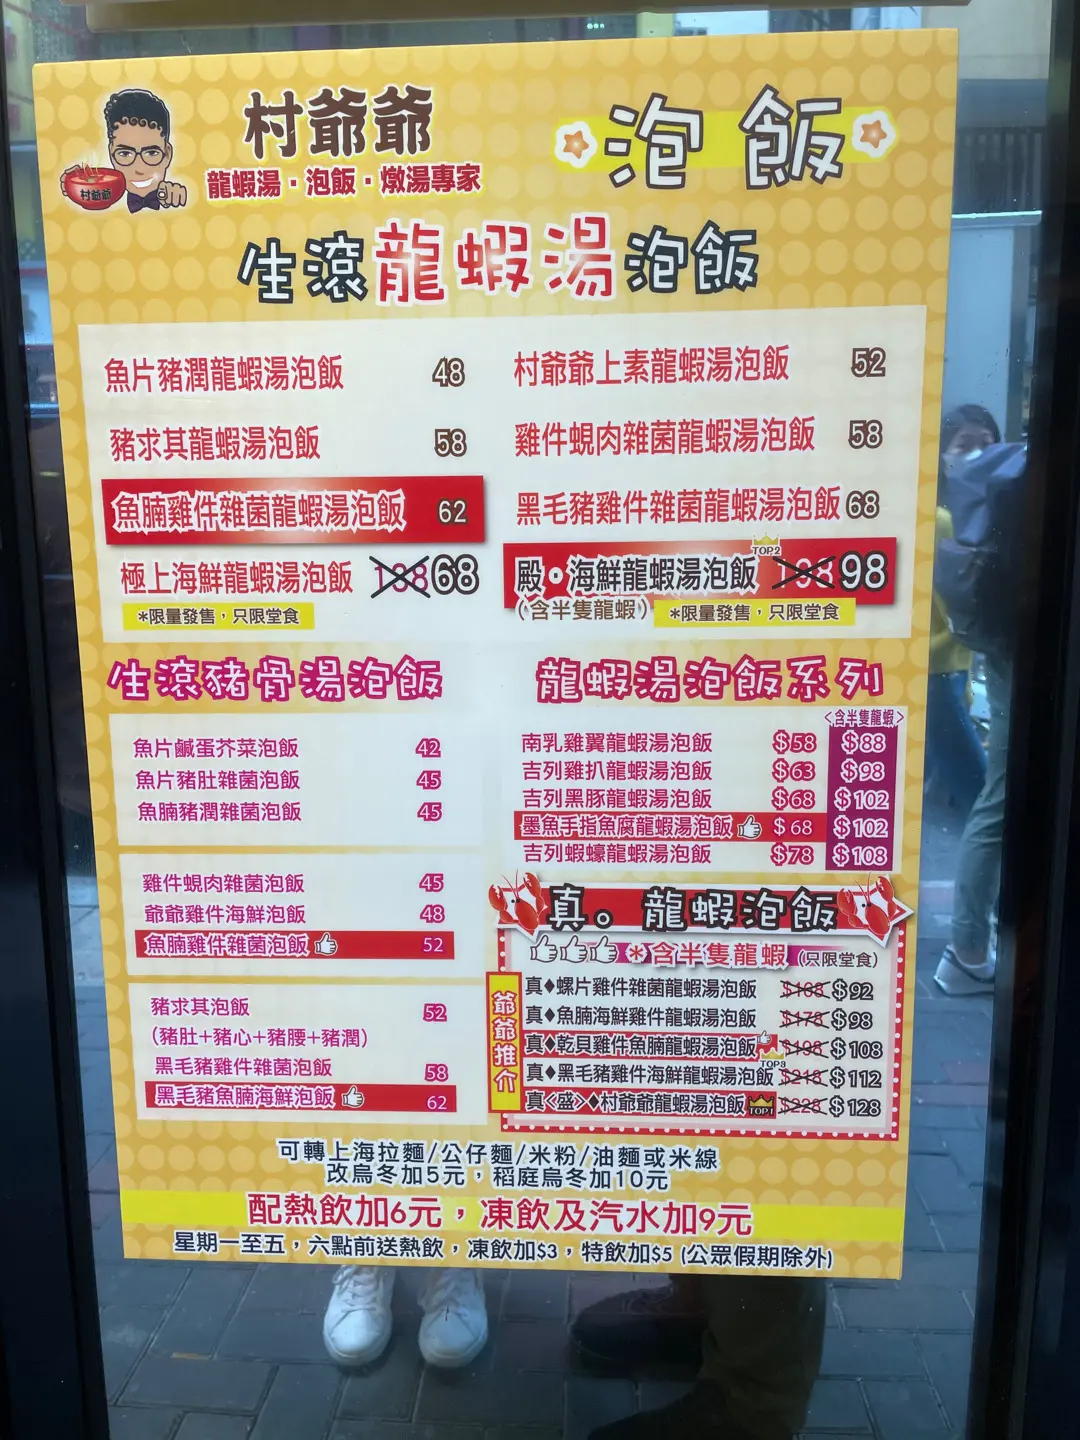 村爺爺
龍蝦湯·泡飯·燉湯專家
村爺爺
泡飯
生滾龍蝦湯泡飯
魚片豬潤龍蝦湯泡飯 48
豬求其龍蝦湯泡飯 58
魚腩雞件雜菌龍蝦湯泡飯 62
極上海鮮龍蝦湯泡飯 68
*限量發售,只限堂食
村爺爺上素龍蝦湯泡飯 52
雞件蜆肉雜菌龍蝦湯泡飯 58
黑毛豬雞件雜菌龍蝦湯泡飯 68
TOP2
殿。海鮮龍蝦湯泡飯 98
(含半隻龍蝦) *限量發售,只限堂食
生滾豬骨湯泡飯
魚片鹹蛋芥菜泡飯 42
魚片豬肚雜菌泡飯 45
魚腩豬潤雜菌泡飯 45
雞件蜆肉雜菌泡飯 45
爺爺雞件海鮮泡飯 48
魚腩雞件雜菌泡飯 52
豬求其泡飯 52
(豬肚+豬心+豬腰+豬潤)
黑毛豬雞件雜菌泡飯 58
黑毛豬魚腩海鮮泡飯 62
龍蝦湯泡飯系列
<含半隻龍蝦>
南乳雞翼龍蝦湯泡飯 $58 $88
吉列雞扒龍蝦湯泡飯 $63 $98
吉列黑豚龍蝦湯泡飯 $68 $102
墨魚手指魚腐龍蝦湯泡飯 $68 $102
吉列蝦蠔龍蝦湯泡飯 $78 $108
真。龍蝦泡飯
*含半隻龍蝦 (只限堂食)
爺爺推介
真♦螺片雞件雜菌龍蝦湯泡飯 $168 $92
真♦魚腩海鮮雞件龍蝦湯泡飯 $178 $98
真♦乾貝雞件魚腩龍蝦湯泡飯 $198 $108
TOP3
真♦黑毛豬雞件海鮮龍蝦湯泡飯 $218 $112
真<盛>♦村爺爺龍蝦湯泡飯 TOP1 $228 $128
可轉上海拉麵/公仔麵/米粉/油麵或米線
改烏冬加5元,稻庭烏冬加10元
配熱飲加6元,凍飲及汽水加9元
星期一至五,六點前送熱飲,凍飲加$3,特飲加$5 (公眾假期除外)